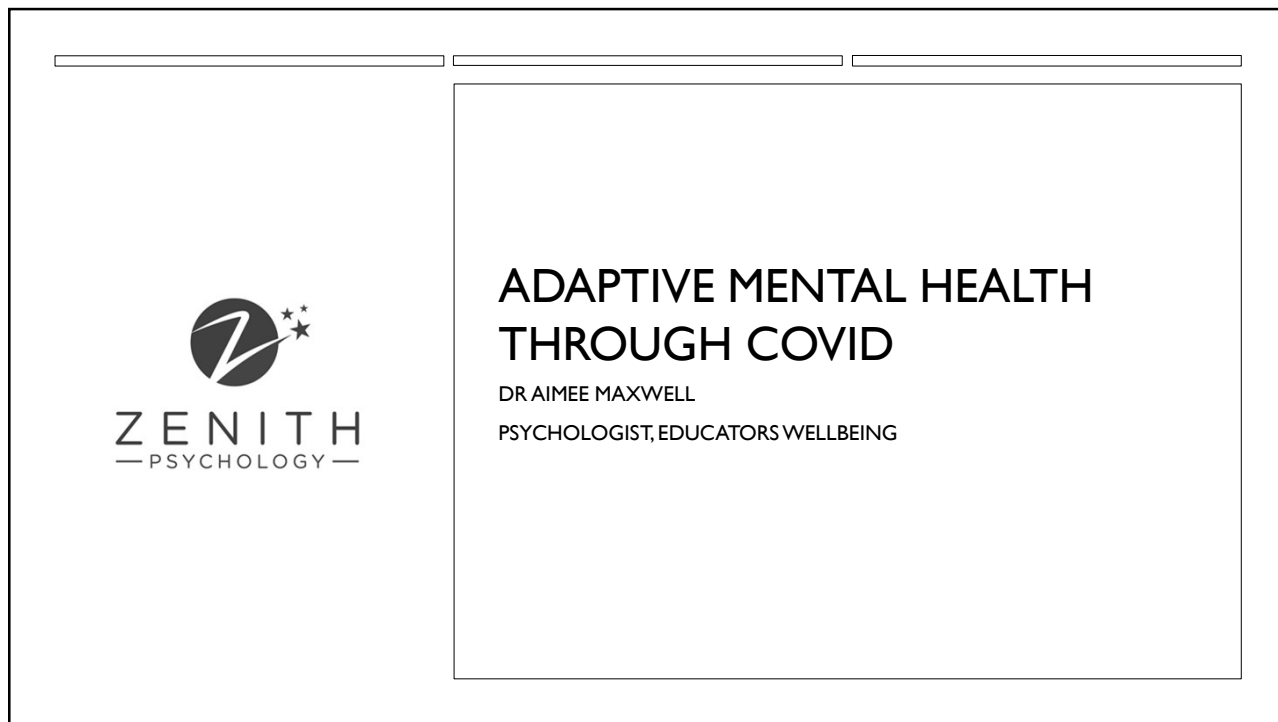 ZENITH
PSYCHOLOGY
ADAPTIVE MENTAL HEALTH
THROUGH COVID
DR AIMEE MAXWELL
PSYCHOLOGIST, EDUCATORS WELLBEING